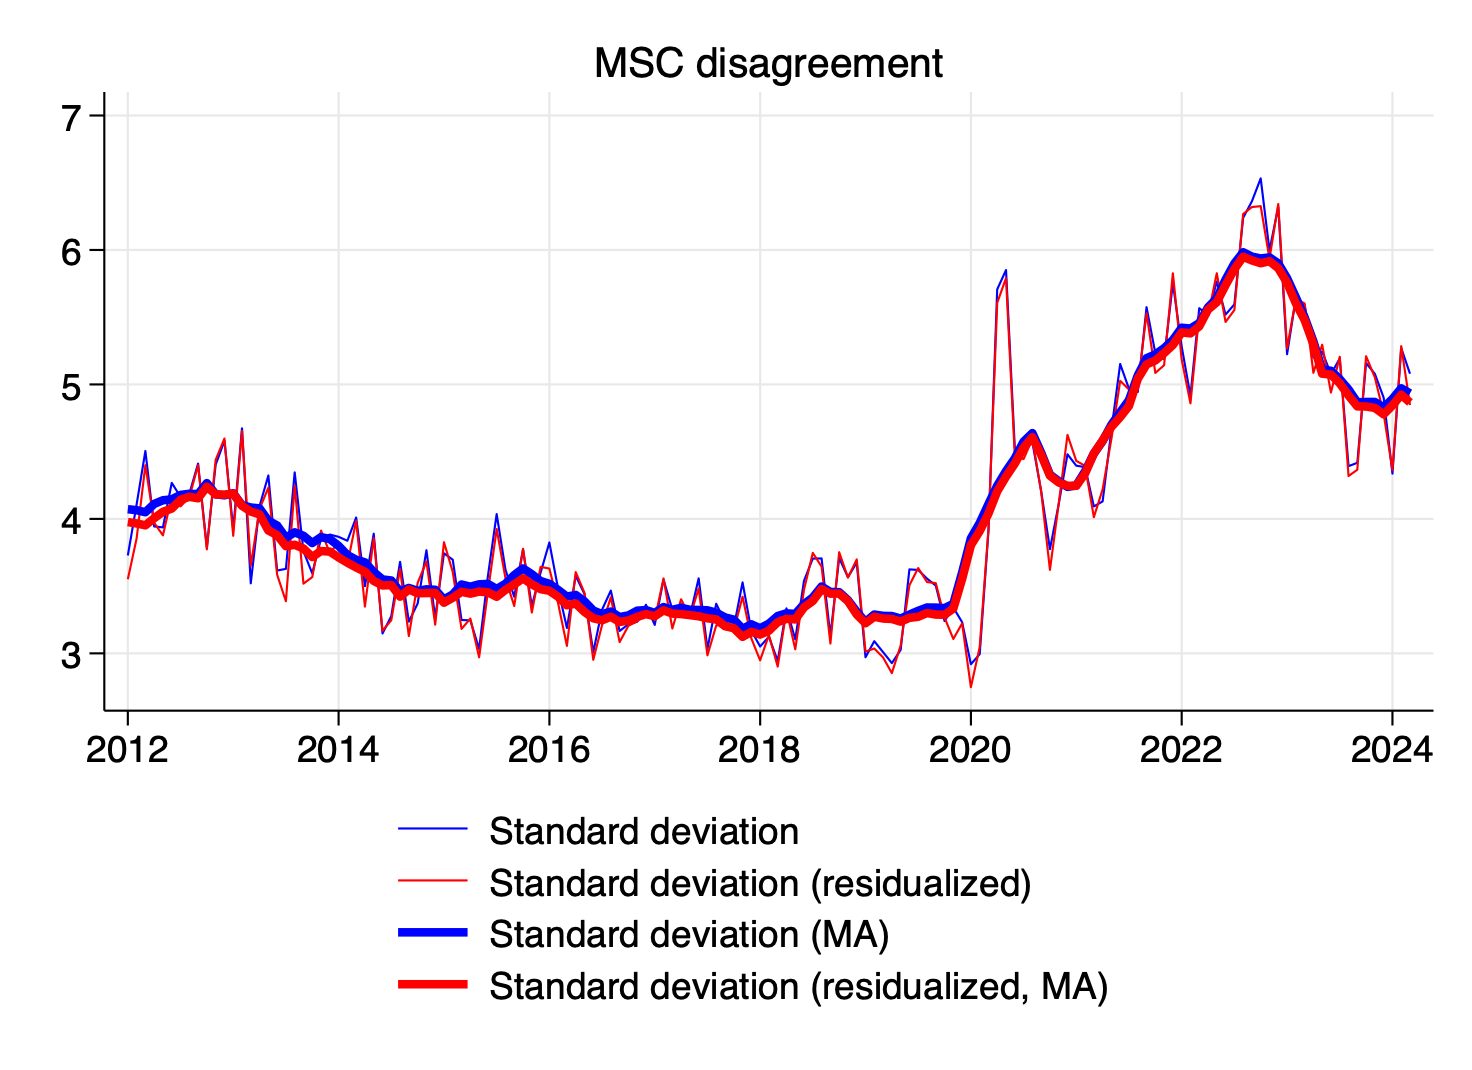 MSC disagreement
7
6
5
4
3
2012 2014 2016 2018 2020 2022 2024
Standard deviation
Standard deviation (residualized)
Standard deviation (MA)
Standard deviation (residualized, MA)